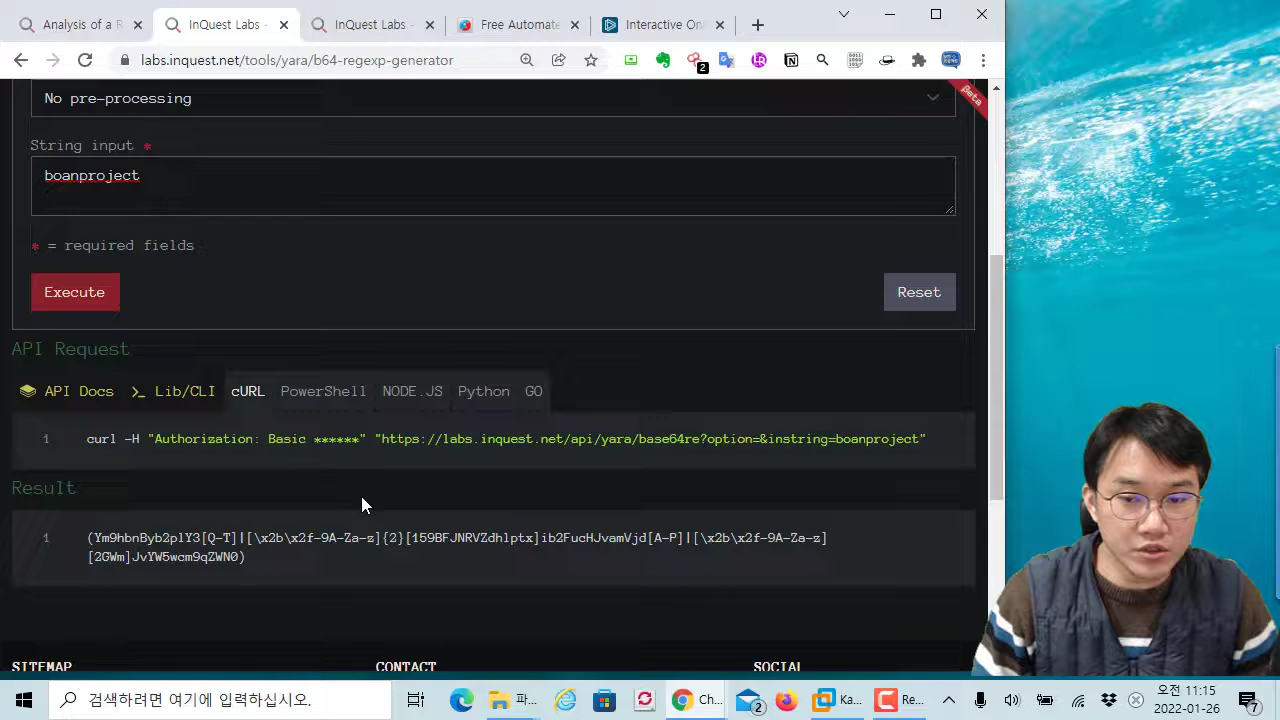 Analysis of a R
InQuest Labs -
InQuest Labs -
Free Automate
Interactive Onl
labs.inquest.net/tools/yara/b64-regexp-generator
2
βeta
No pre-processing
String input *
boanproject
* = required fields
Execute
Reset
API Request
API Docs
Lib/CLI
cURL
PowerShell
NODE.JS
Python
GO
1
curl -H "Authorization: Basic ******" "https://labs.inquest.net/api/yara/base64re?option=&instring=boanproject"
Result
1
(Ym9hbnByb2plY3[Q-T]|[\x2b\x2f-9A-Za-z]{2}[159BFJNRVZdhlptx]ib2FucHJvamVjd[A-P]|[\x2b\x2f-9A-Za-z]
[2GWm]JvYW5wcm9qZWN0)
SITEMAP
CONTACT
SOCIAL
검색하려면 여기에 입력하십시오.
파...
Ch...
2
Ka...
Re...
오전 11:15
2022-01-26
7